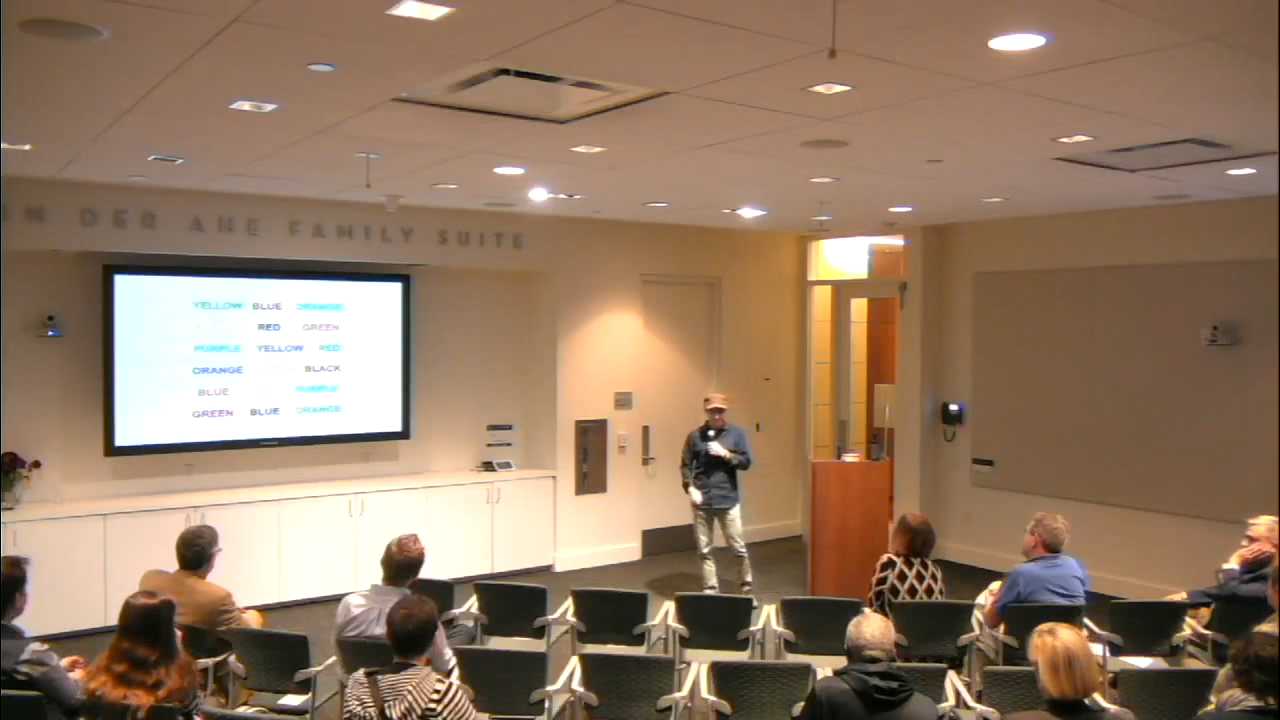 N DER AHE FAMILY SUITE
YELLOW BLUE ORANGE
RED GREEN
PURPLE YELLOW RED
ORANGE BLACK
BLUE PURPLE
GREEN BLUE ORANGE